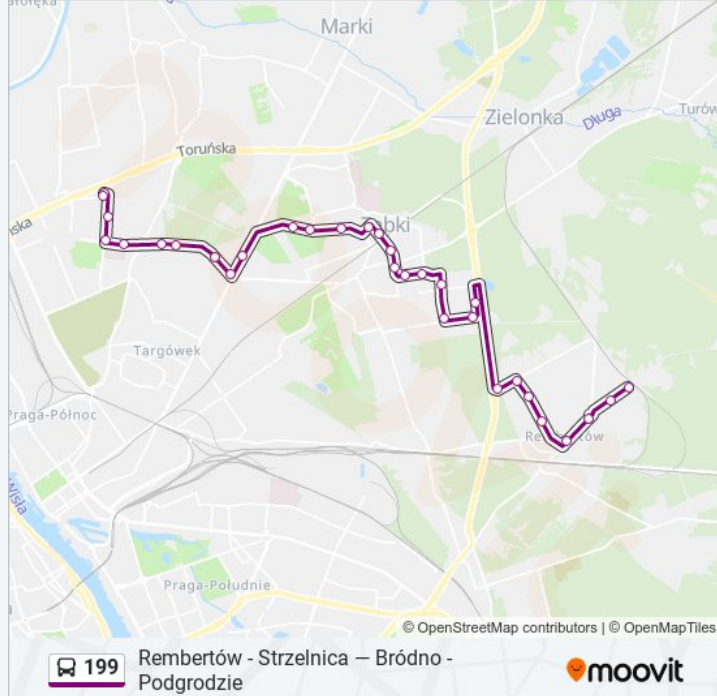 Marki
Zielonka
Długa
Turów
Toruńska
ńska
Ząbki
Targówek
Praga-Północ
Rembertów
Wisła
Praga-Południe
© OpenStreetMap contributors | © OpenMapTiles
199
Rembertów - Strzelnica — Bródno -
Podgrodzie
moovit